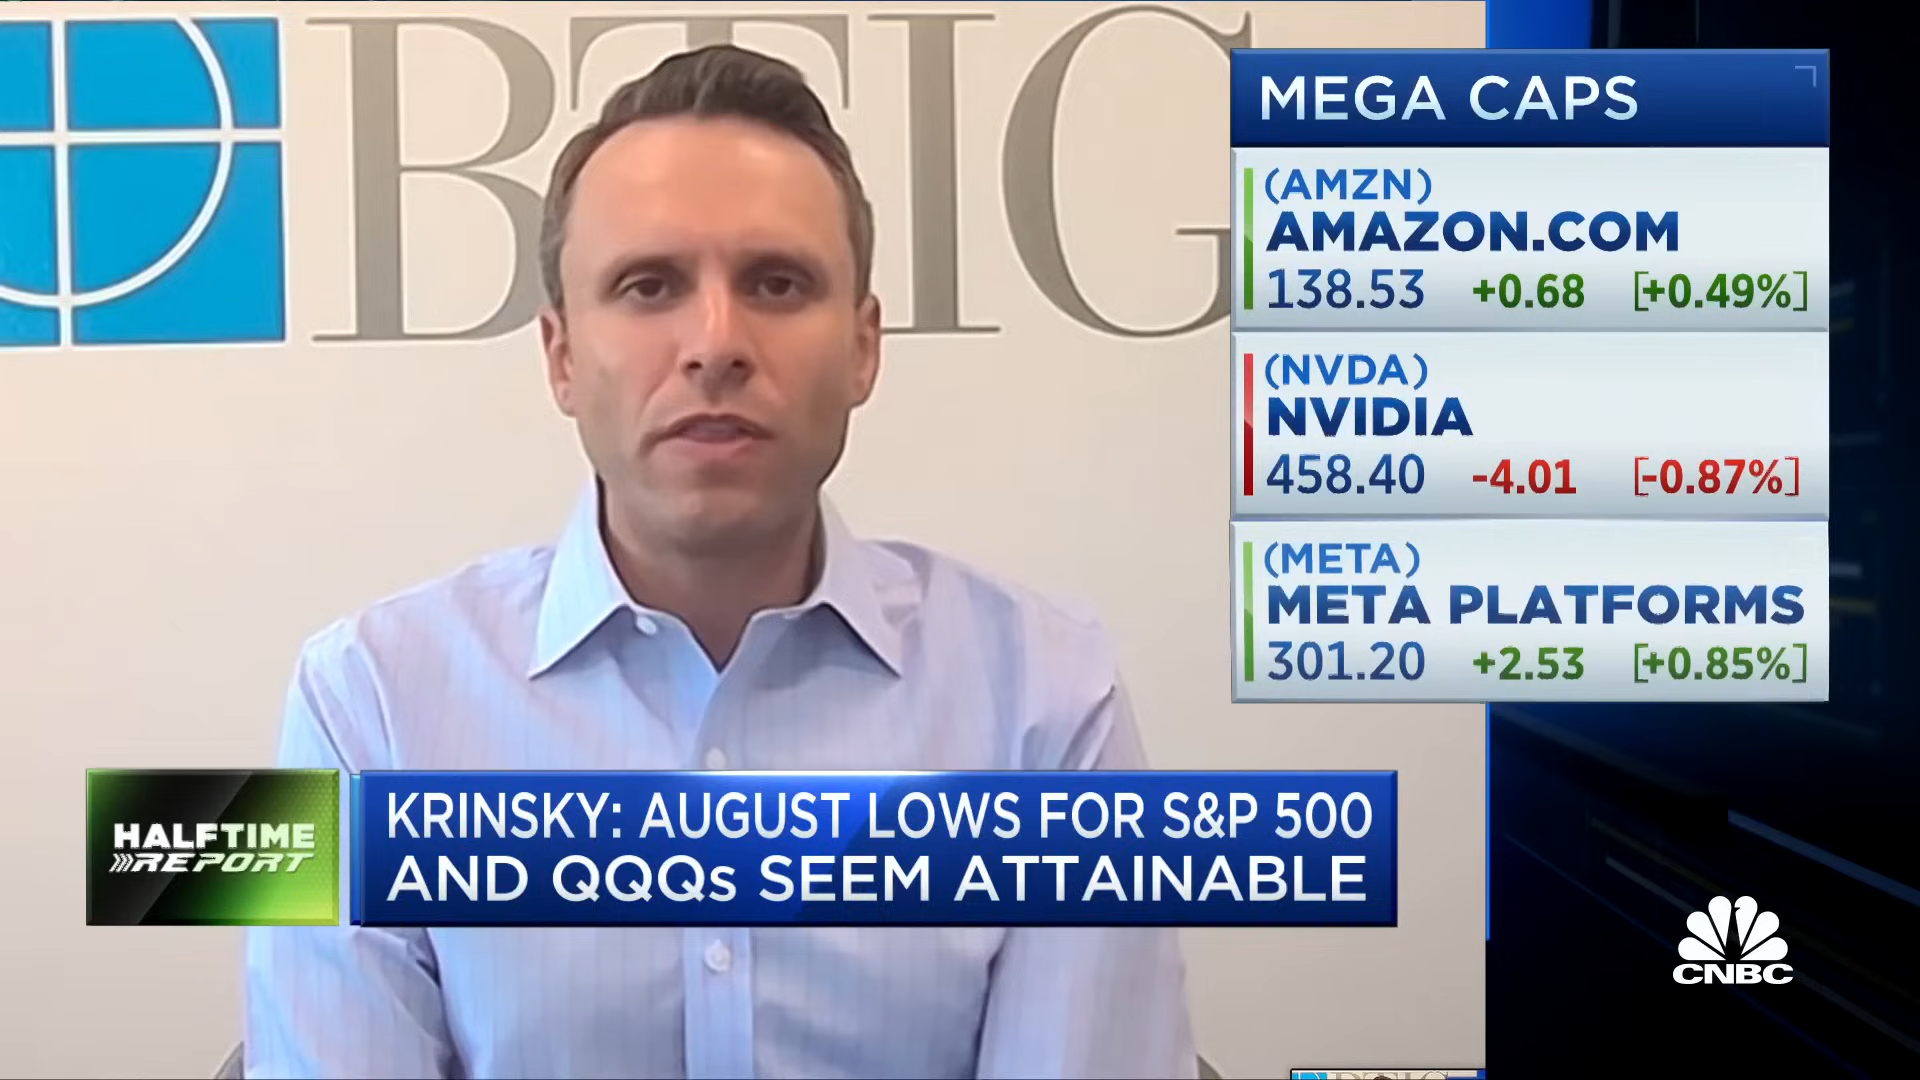 BTIG
MEGA CAPS
(AMZN)
AMAZON.COM
138.53 +0.68 [+0.49%]
(NVDA)
NVIDIA
458.40 -4.01 [-0.87%]
(META)
META PLATFORMS
301.20 +2.53 [+0.85%]
HALFTIME
REPORT
KRINSKY: AUGUST LOWS FOR S&P 500
AND QQQs SEEM ATTAINABLE
CNBC
BTIG